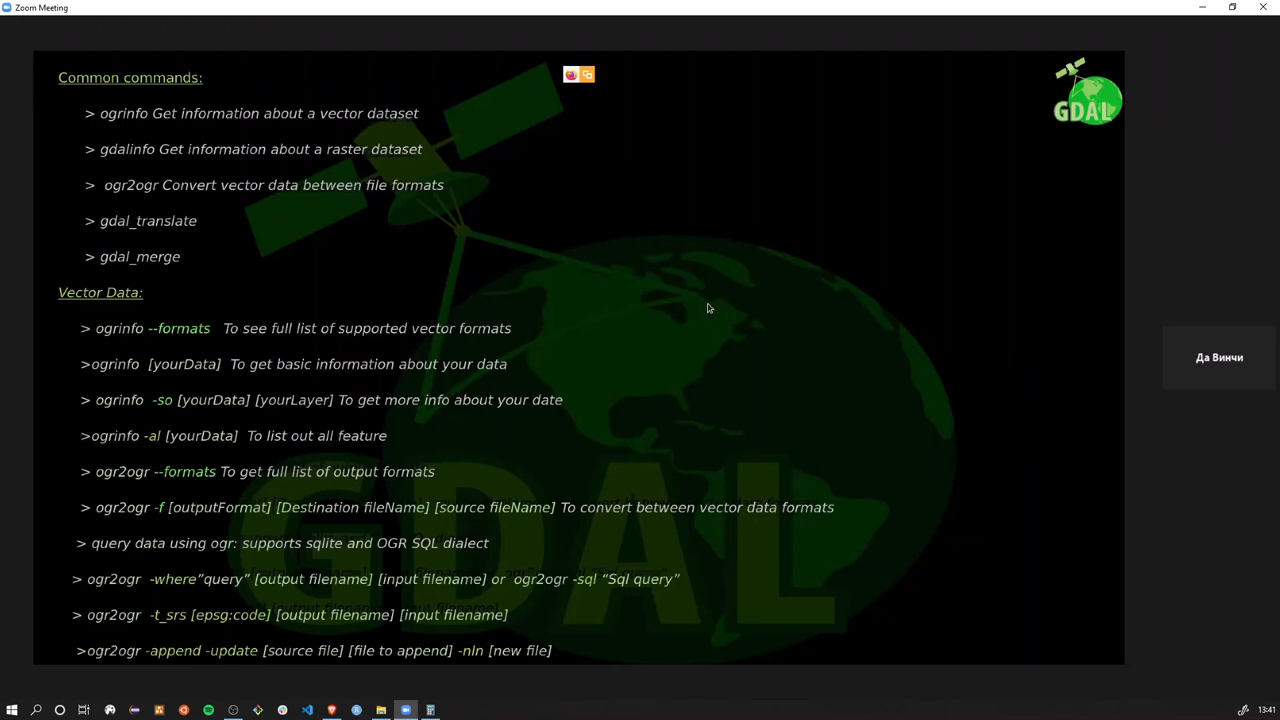 Zoom Meeting
Common commands:
GDAL
> ogrinfo Get information about a vector dataset
> gdalinfo Get information about a raster dataset
> ogr2ogr Convert vector data between file formats
> gdal_translate
> gdal_merge
Vector Data:
> ogrinfo --formats To see full list of supported vector formats
>ogrinfo [yourData] To get basic information about your data
Да Винчи
> ogrinfo -so [yourData] [yourLayer] To get more info about your date
>ogrinfo -al [yourData] To list out all feature
> ogr2ogr --formats To get full list of output formats
> ogr2ogr -f [outputFormat] [Destination fileName] [source fileName] To convert between vector data formats
> query data using ogr: supports sqlite and OGR SQL dialect
> ogr2ogr -where”query” [output filename] [input filename] or ogr2ogr -sql “Sql query”
> ogr2ogr -t_srs [epsg:code] [output filename] [input filename]
>ogr2ogr -append -update [source file] [file to append] -nln [new file]
GDAL
13:41